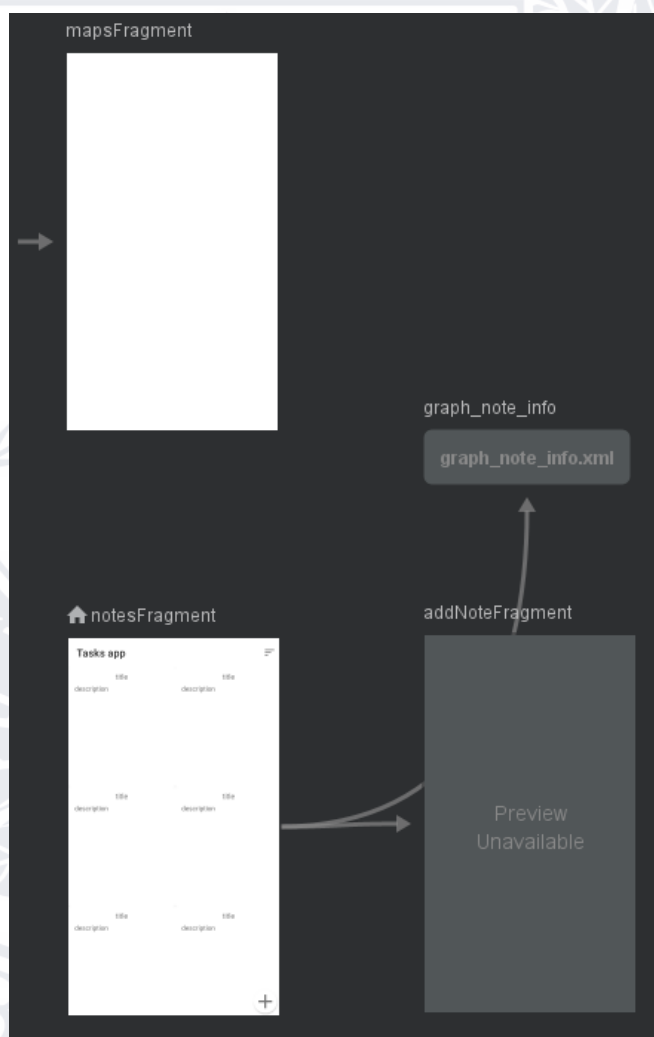 mapsFragment
graph_note_info
graph_note_info.xml
notesFragment
addNoteFragment
Tasks app
title title
description description
Preview
Unavailable
title title
description description
title title
description description
+